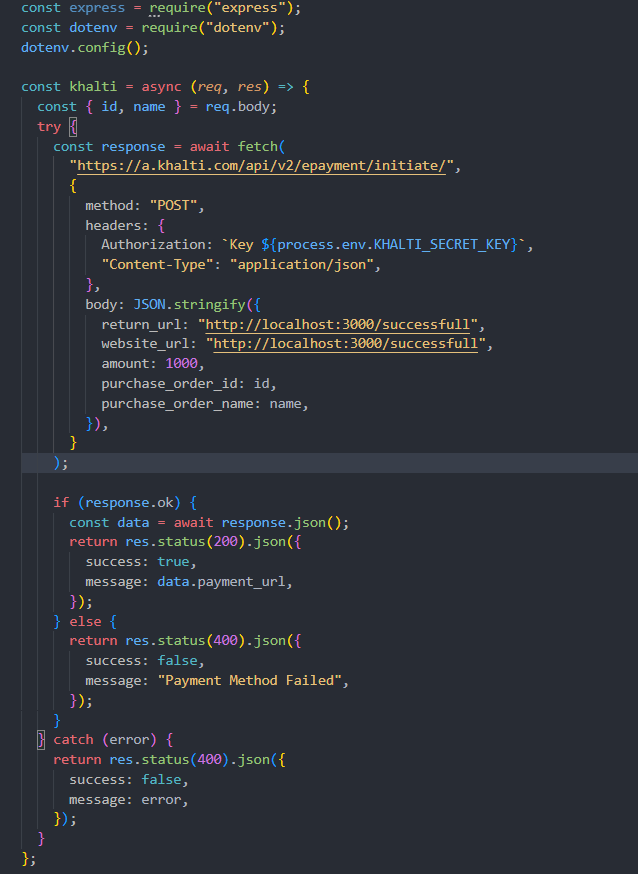 const express = require("express");
const dotenv = require("dotenv");
dotenv.config();

const khalti = async (req, res) => {
  const { id, name } = req.body;
  try {
    const response = await fetch(
      "https://a.khalti.com/api/v2/epayment/initiate/",
      {
        method: "POST",
        headers: {
          Authorization: `Key ${process.env.KHALTI_SECRET_KEY}`,
          "Content-Type": "application/json",
        },
        body: JSON.stringify({
          return_url: "http://localhost:3000/successfull",
          website_url: "http://localhost:3000/successfull",
          amount: 1000,
          purchase_order_id: id,
          purchase_order_name: name,
        }),
      }
    );

    if (response.ok) {
      const data = await response.json();
      return res.status(200).json({
        success: true,
        message: data.payment_url,
      });
    } else {
      return res.status(400).json({
        success: false,
        message: "Payment Method Failed",
      });
    }
  } catch (error) {
    return res.status(400).json({
      success: false,
      message: error,
    });
  }
};